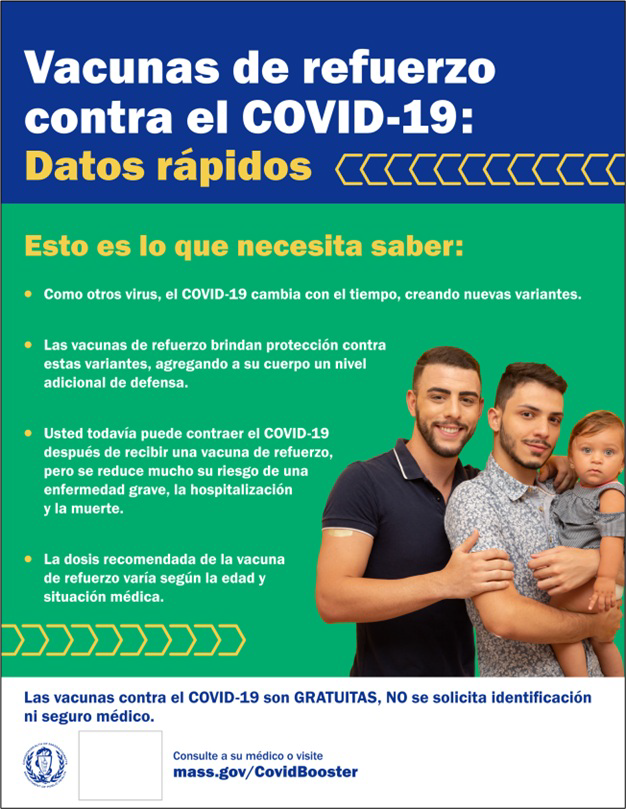 Vacunas de refuerzo
contra el COVID-19:
Datos rápidos
Esto es lo que necesita saber:
• Como otros virus, el COVID-19 cambia con el tiempo, creando nuevas variantes.
• Las vacunas de refuerzo brindan protección contra
estas variantes, agregando a su cuerpo un nivel
adicional de defensa.
• Usted todavía puede contraer el COVID-19
después de recibir una vacuna de refuerzo,
pero se reduce mucho su riesgo de una
enfermedad grave, la hospitalización
y la muerte.
• La dosis recomendada de la vacuna
de refuerzo varía según la edad y
situación médica.
Las vacunas contra el COVID-19 son GRATUITAS, NO se solicita identificación
ni seguro médico.
Consulte a su médico o visite
mass.gov/CovidBooster